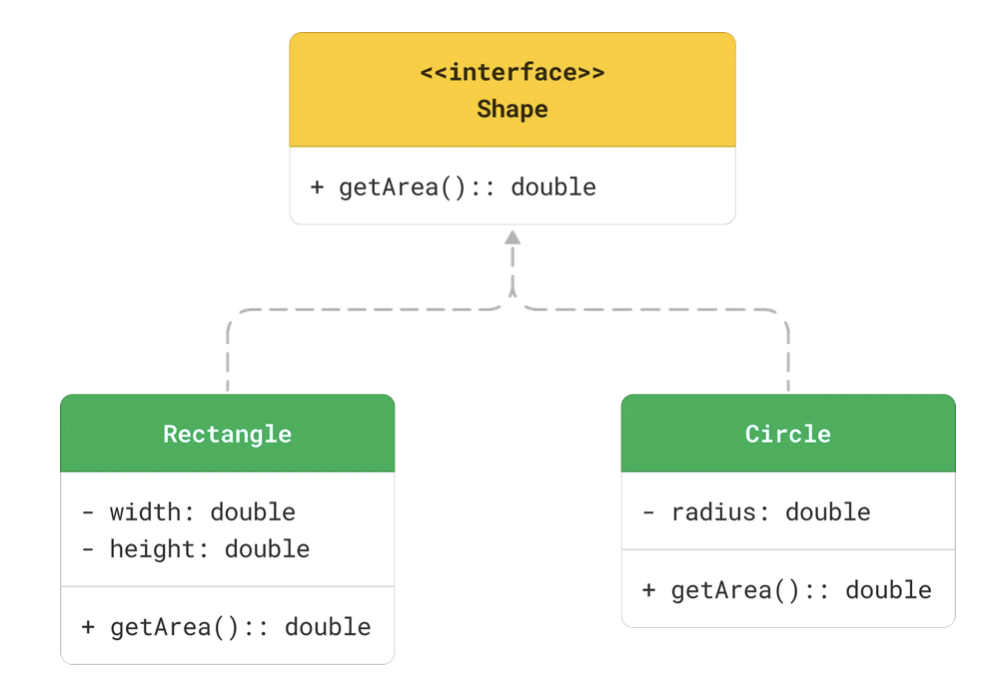 <<interface>>
Shape
+ getArea():: double
Rectangle
- width: double
- height: double
+ getArea():: double
Circle
- radius: double
+ getArea():: double